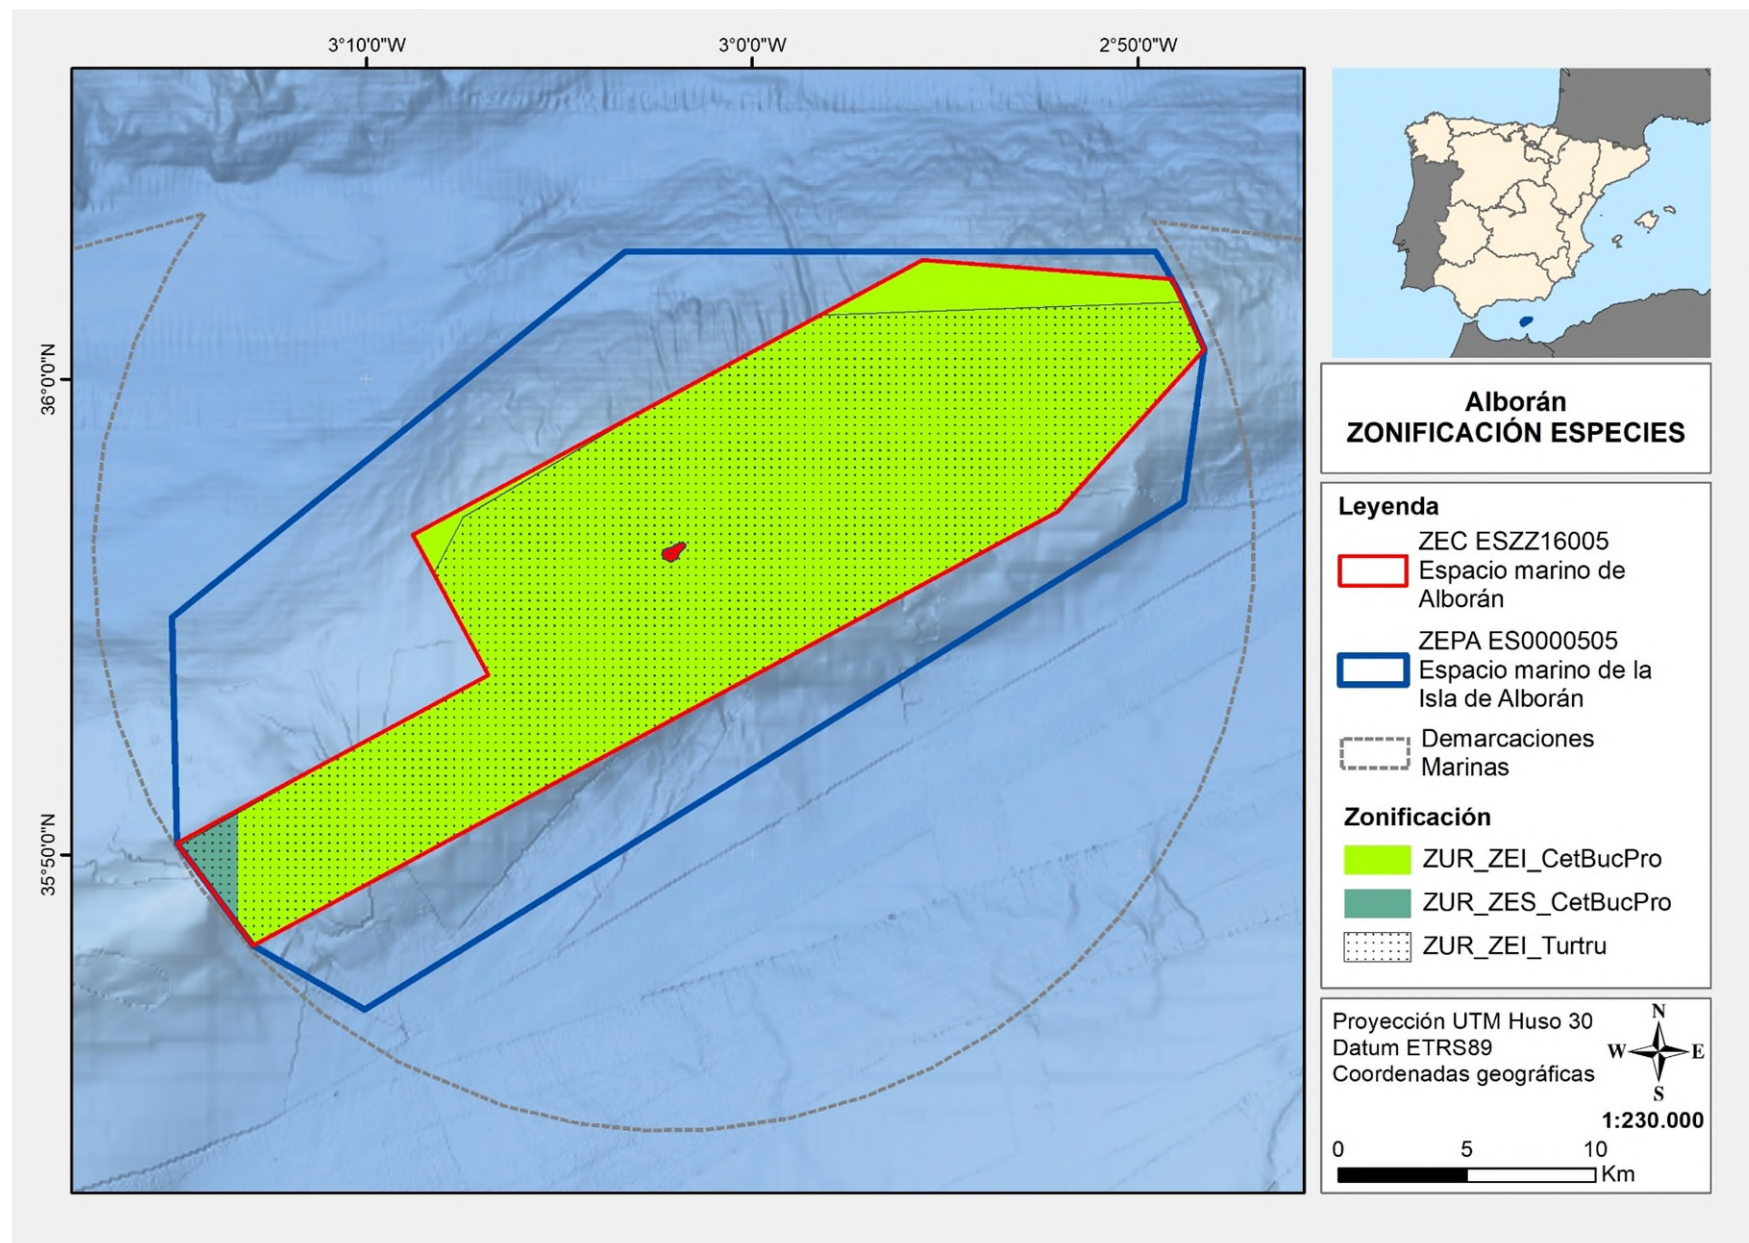 3°10'0"W
3°0'0"W
2°50'0"W
36°0'0"N
35°50'0"N
Alborán
ZONIFICACIÓN ESPECIES
Leyenda
ZEC ESZZ16005
Espacio marino de
Alborán
ZEPA ES0000505
Espacio marino de la
Isla de Alborán
Demarcaciones
Marinas
Zonificación
ZUR_ZEI_CetBucPro
ZUR_ZES_CetBucPro
ZUR_ZEI_Turtru
Proyección UTM Huso 30
Datum ETRS89
Coordenadas geográficas
N
W
E
S
1:230.000
0 5 10
Km